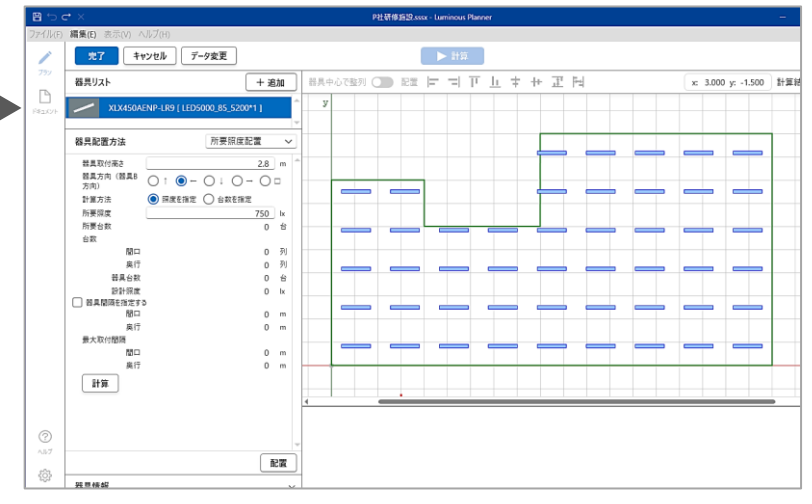 P社研修施設.ssss - Luminous Planner
ファイル(F) 編集(E) 表示(V) ヘルプ(H)
完了 キャンセル データ変更 計算
プラン
器具リスト + 追加 器具中心で整列 配置 x: 3.000 y: -1.500 計算結
ドキュメント
XLX450AENP-LR9 [ LED5000_85_5200*1 ]
y
器具配置方法 所要照度配置
器具取付高さ 2.8 m
器具方向（器具B方向） ↑ ← ↓ → □
計算方法 照度を指定 台数を指定
所要照度 750 lx
所要台数 0 台
台数
間口 0 列
奥行 0 列
器具台数 0 台
設計照度 0 lx
器具間隔を指定する
間口 0 m
奥行 0 m
最大取付間隔
間口 0 m
奥行 0 m
計算
ヘルプ
配置
器具情報